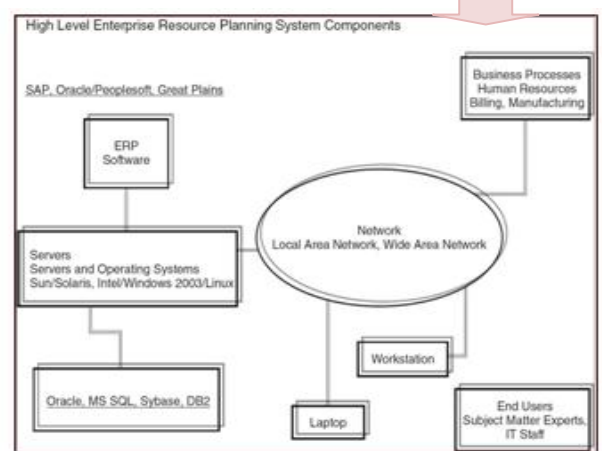 High Level Enterprise Resource Planning System Components
SAP, Oracle/Peoplesoft, Great Plains
Business Processes
Human Resources
Billing, Manufacturing
ERP
Software
Network
Local Area Network, Wide Area Network
Servers
Servers and Operating Systems
Sun/Solaris, Intel/Windows 2003/Linux
Workstation
Oracle, MS SQL, Sybase, DB2
Laptop
End Users
Subject Matter Experts,
IT Staff